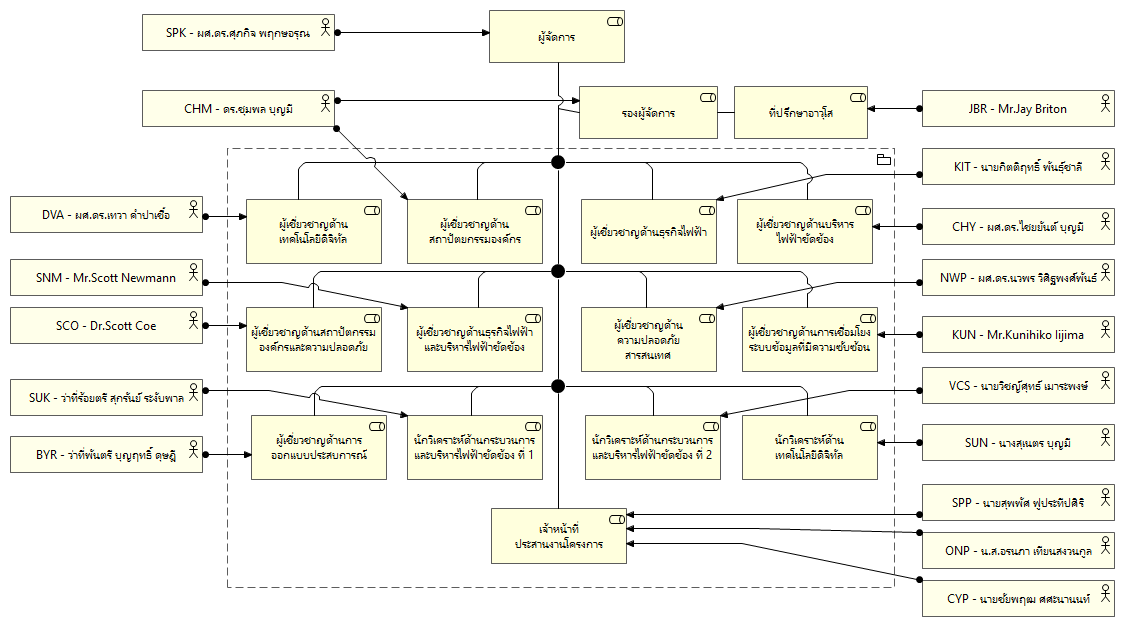 SPK - ผศ.ดร.ศุภกิจ พฤกษอรุณ
ผู้จัดการ
CHM - ดร.ชุมพล บุญมี
รองผู้จัดการ
ที่ปรึกษาอาวุโส
JBR - Mr.Jay Briton
KIT - นายกิตติฤทธิ์ พันธุ์ชาลี
DVA - ผศ.ดร.เทวา คำปาเชื้อ
ผู้เชี่ยวชาญด้าน
เทคโนโลยีดิจิทัล
ผู้เชี่ยวชาญด้าน
สถาปัตยกรรมองค์กร
ผู้เชี่ยวชาญด้านธุรกิจไฟฟ้า
ผู้เชี่ยวชาญด้านบริหาร
ไฟฟ้าขัดข้อง
CHY - ผศ.ดร.ไชยยันต์ บุญมี
SNM - Mr.Scott Newmann
NWP - ผศ.ดร.นวพร วิสิฐพงศ์พันธ์
SCO - Dr.Scott Coe
ผู้เชี่ยวชาญด้านสถาปัตกรรม
องค์กรและความปลอดภัย
ผู้เชี่ยวชาญด้านธุรกิจไฟฟ้า
และบริหารไฟฟ้าขัดข้อง
ผู้เชี่ยวชาญด้าน
ความปลอดภัย
สารสนเทศ
ผู้เชี่ยวชาญด้านการเชื่อมโยง
ระบบข้อมูลที่มีความซับซ้อน
KUN - Mr.Kunihiko Iijima
SUK - ว่าที่ร้อยตรี สุกรันย์ ระงับพาล
VCS - นายวิชญ์ศุทธ์ เมาระพงษ์
BYR - ว่าที่พันตรี บุญฤทธิ์ ดุษฎี
ผู้เชี่ยวชาญด้านการ
ออกแบบประสบการณ์
นักวิเคราะห์ด้านกระบวนการ
และบริหารไฟฟ้าขัดข้อง ที่ 1
นักวิเคราะห์ด้านกระบวนการ
และบริหารไฟฟ้าขัดข้อง ที่ 2
นักวิเคราะห์ด้าน
เทคโนโลยีดิจิทัล
SUN - นางสุเนตร บุญมี
เจ้าหน้าที่
ประสานงานโครงการ
SPP - นายสุพพัศ ฟูประทีปศิริ
ONP - น.ส.อรนภา เทียนสงวนกูล
CYP - นายชัยพฤฒ ศศะนานนท์